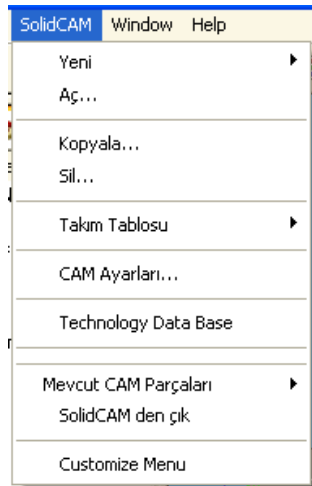 SolidCAM Window Help
Yeni
Aç...
Kopyala...
Sil...
Takım Tablosu
CAM Ayarları...
Technology Data Base
Mevcut CAM Parçaları
SolidCAM den çık
Customize Menu